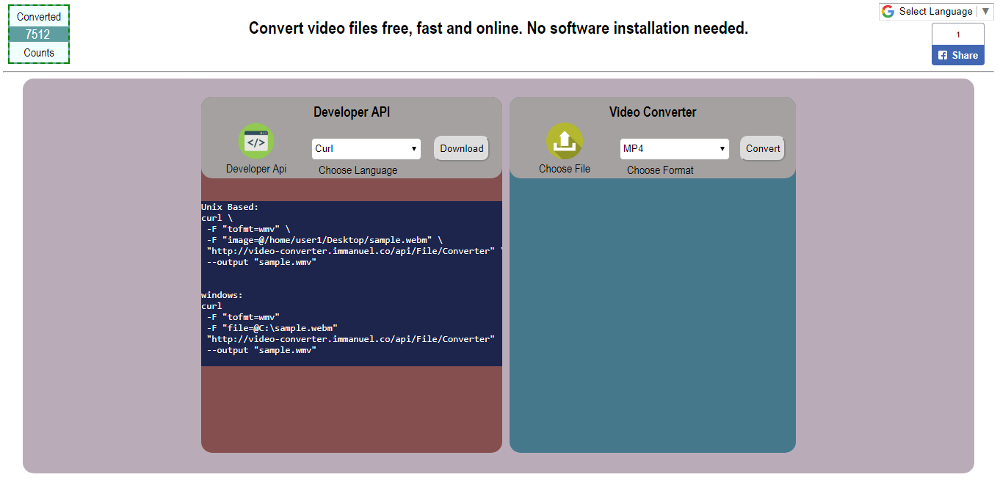 Converted
7512
Counts
Convert video files free, fast and online. No software installation needed.
Select Language
1
Share
Developer API
Developer Api
Curl
Choose Language
Download
Unix Based:
curl \
-F "tofmt=wmv" \
-F "image=@/home/user1/Desktop/sample.webm" \
"http://video-converter.immanuel.co/api/File/Converter" \
--output "sample.wmv"
windows:
curl
-F "tofmt=wmv"
-F "file=@C:\sample.webm"
"http://video-converter.immanuel.co/api/File/Converter"
--output "sample.wmv"
Video Converter
Choose File
MP4
Choose Format
Convert